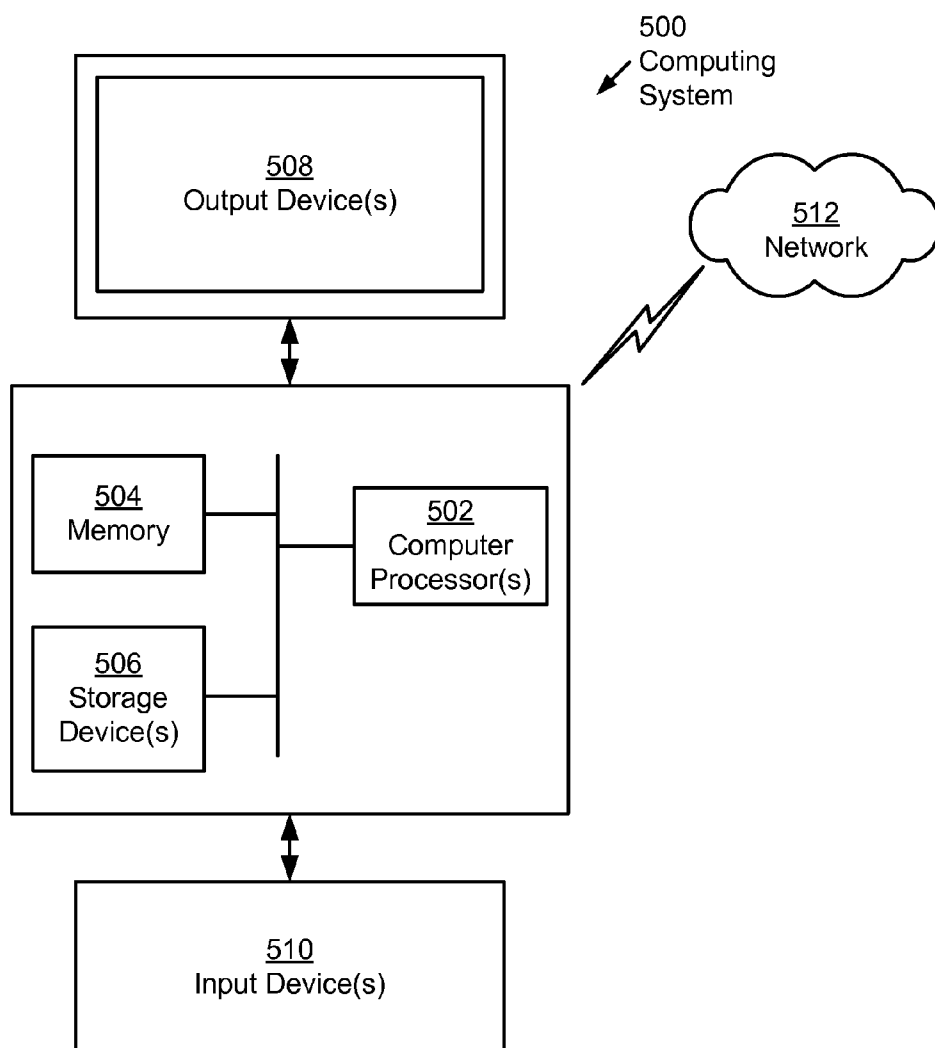 500
Computing
System
508
Output Device(s)
512
Network
504
Memory
502
Computer
Processor(s)
506
Storage
Device(s)
510
Input Device(s)